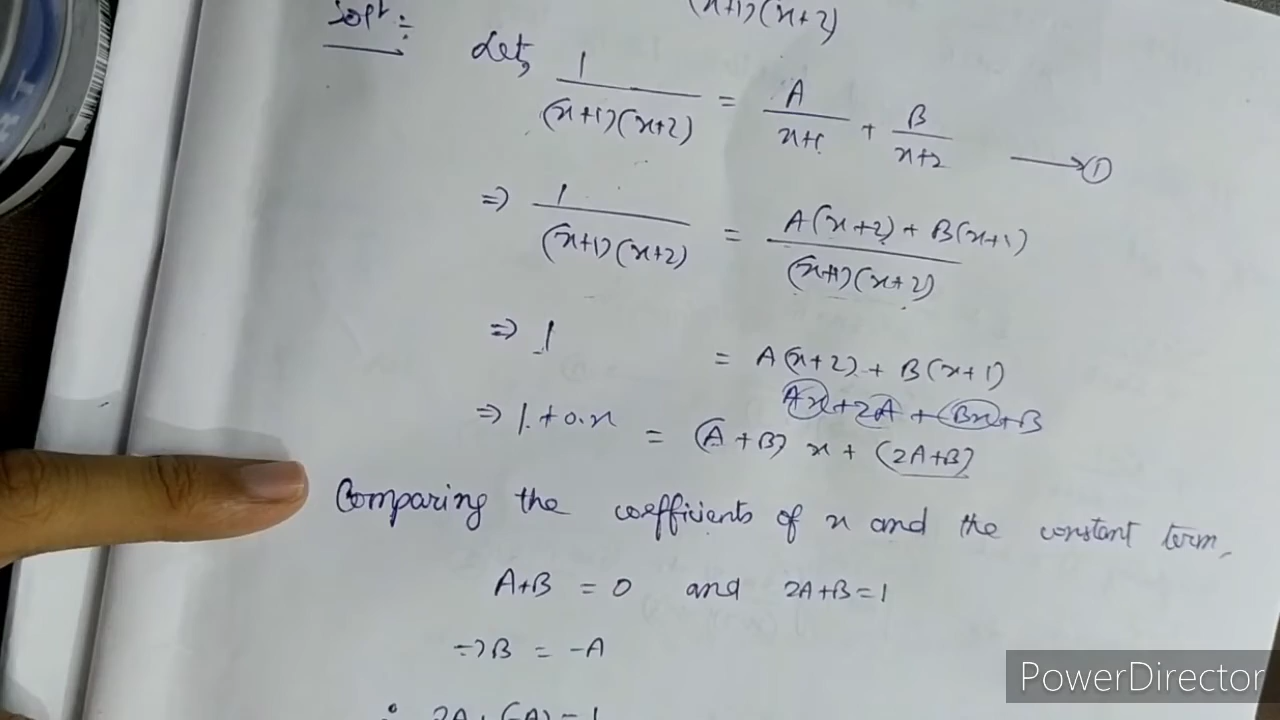 (x+1)(x+2)
Solⁿ:
Let, 1/((x+1)(x+2)) = A/(x+1) + B/(x+2) ⟶ ①
⇒ 1/((x+1)(x+2)) = (A(x+2) + B(x+1))/((x+1)(x+2))
⇒ 1 = A(x+2) + B(x+1)
Ax+2A+Bx+B
⇒ 1+0.x = (A+B)x + (2A+B)
Comparing the coefficients of x and the constant term,
A+B = 0 and 2A+B=1
⇒B = -A
∴ 2A+(-A)=1
PowerDirector